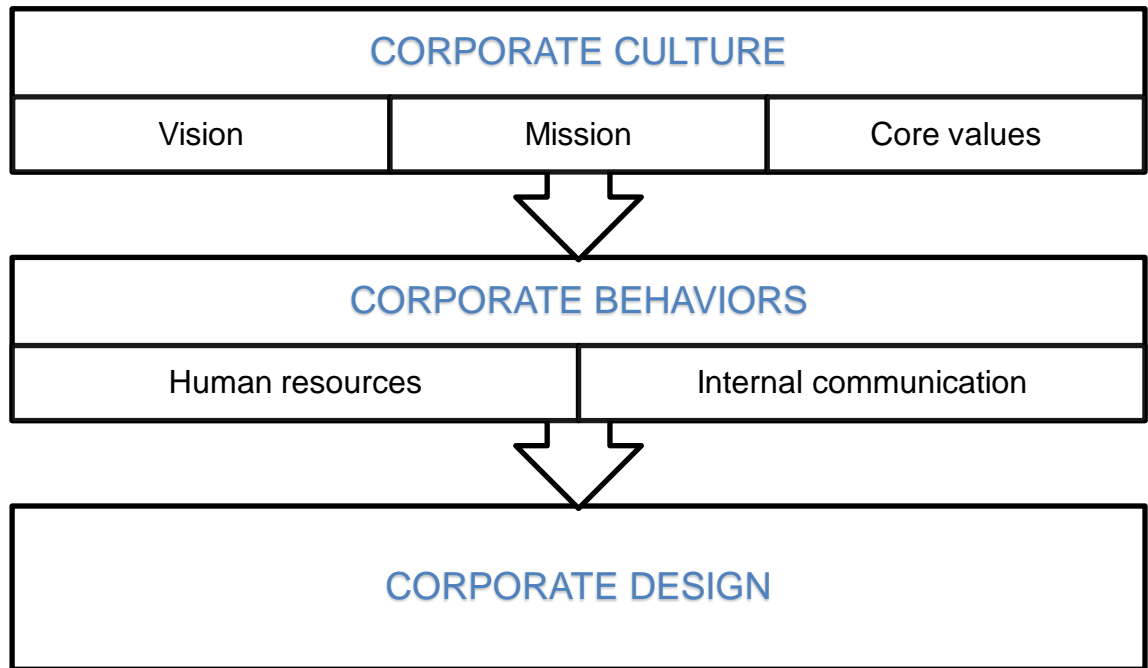 CORPORATE CULTURE
Vision
Mission
Core values
CORPORATE BEHAVIORS
Human resources
Internal communication
CORPORATE DESIGN